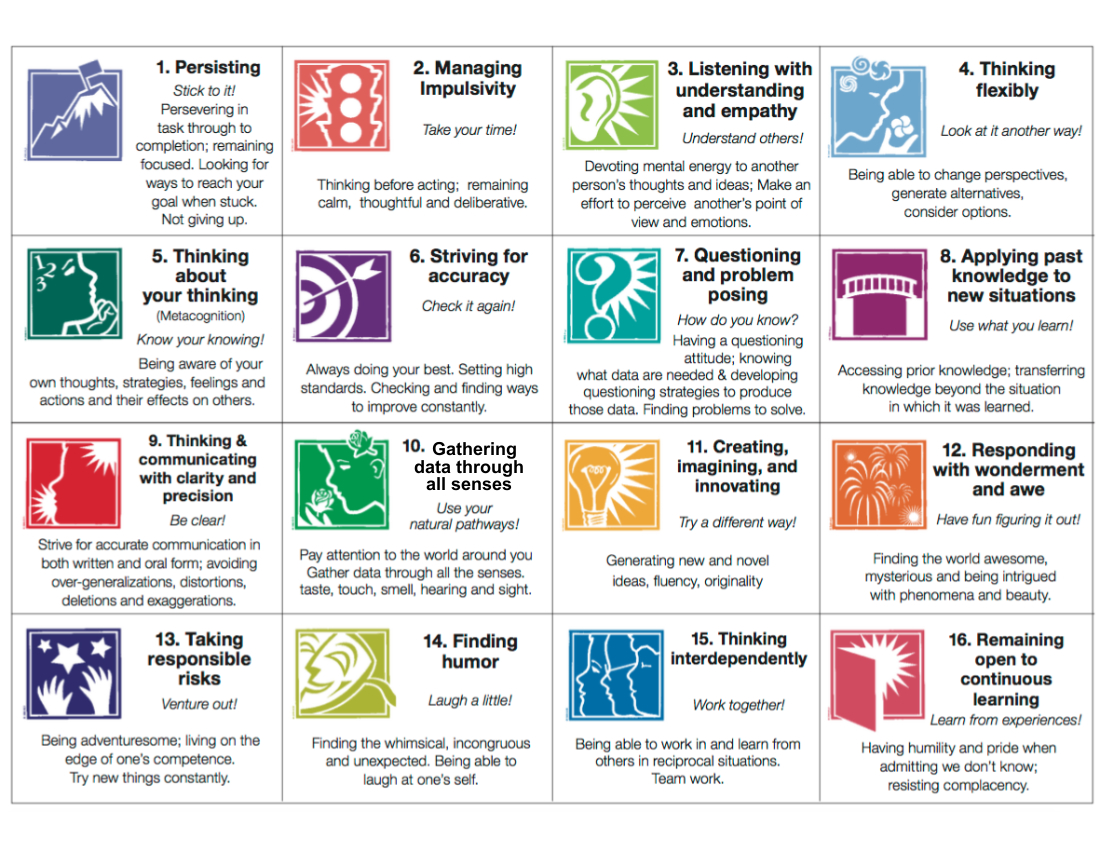 1. Persisting
Stick to it!
Persevering in
task through to
completion; remaining
focused. Looking for
ways to reach your
goal when stuck.
Not giving up.
2. Managing
Impulsivity
Take your time!
Thinking before acting; remaining
calm, thoughtful and deliberative.
3. Listening with
understanding
and empathy
Understand others!
Devoting mental energy to another
person's thoughts and ideas; Make an
effort to perceive another's point of
view and emotions.
4. Thinking
flexibly
Look at it another way!
Being able to change perspectives,
generate alternatives,
consider options.
1
2
3
5. Thinking
about
your thinking
(Metacognition)
Know your knowing!
Being aware of your
own thoughts, strategies, feelings and
actions and their effects on others.
6. Striving for
accuracy
Check it again!
Always doing your best. Setting high
standards. Checking and finding ways
to improve constantly.
?
7. Questioning
and problem
posing
How do you know?
Having a questioning
attitude; knowing
what data are needed & developing
questioning strategies to produce
those data. Finding problems to solve.
8. Applying past
knowledge to
new situations
Use what you learn!
Accessing prior knowledge; transferring
knowledge beyond the situation
in which it was learned.
9. Thinking &
communicating
with clarity and
precision
Be clear!
Strive for accurate communication in
both written and oral form; avoiding
over-generalizations, distortions,
deletions and exaggerations.
10. Gathering
data through
all senses
Use your
natural pathways!
Pay attention to the world around you
Gather data through all the senses.
taste, touch, smell, hearing and sight.
11. Creating,
imagining, and
innovating
Try a different way!
Generating new and novel
ideas, fluency, originality
12. Responding
with wonderment
and awe
Have fun figuring it out!
Finding the world awesome,
mysterious and being intrigued
with phenomena and beauty.
13. Taking
responsible
risks
Venture out!
Being adventuresome; living on the
edge of one's competence.
Try new things constantly.
14. Finding
humor
Laugh a little!
Finding the whimsical, incongruous
and unexpected. Being able to
laugh at one's self.
15. Thinking
interdependently
Work together!
Being able to work in and learn from
others in reciprocal situations.
Team work.
16. Remaining
open to
continuous
learning
Learn from experiences!
Having humility and pride when
admitting we don't know;
resisting complacency.